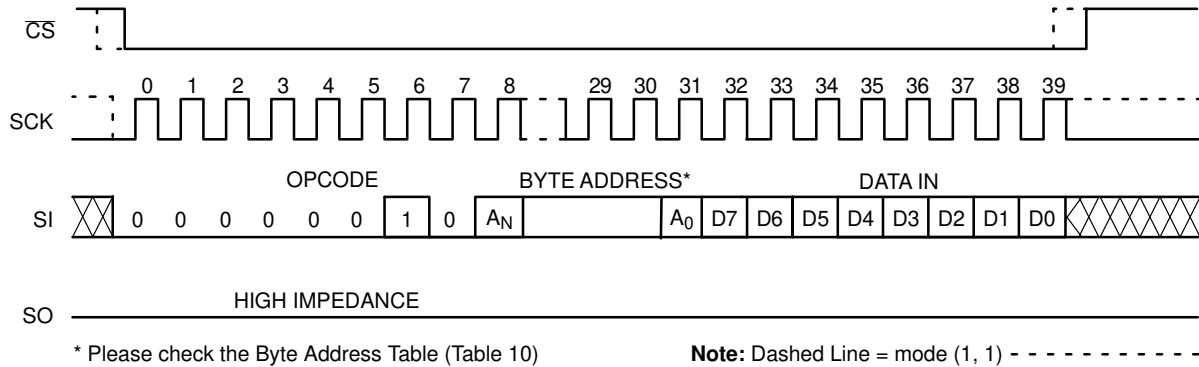 CS
0 1 2 3 4 5 6 7 8 29 30 31 32 33 34 35 36 37 38 39
SCK
OPCODE BYTE ADDRESS* DATA IN
SI 0 0 0 0 0 0 1 0 AN A0 D7 D6 D5 D4 D3 D2 D1 D0
HIGH IMPEDANCE
SO
* Please check the Byte Address Table (Table 10) Note: Dashed Line = mode (1, 1)